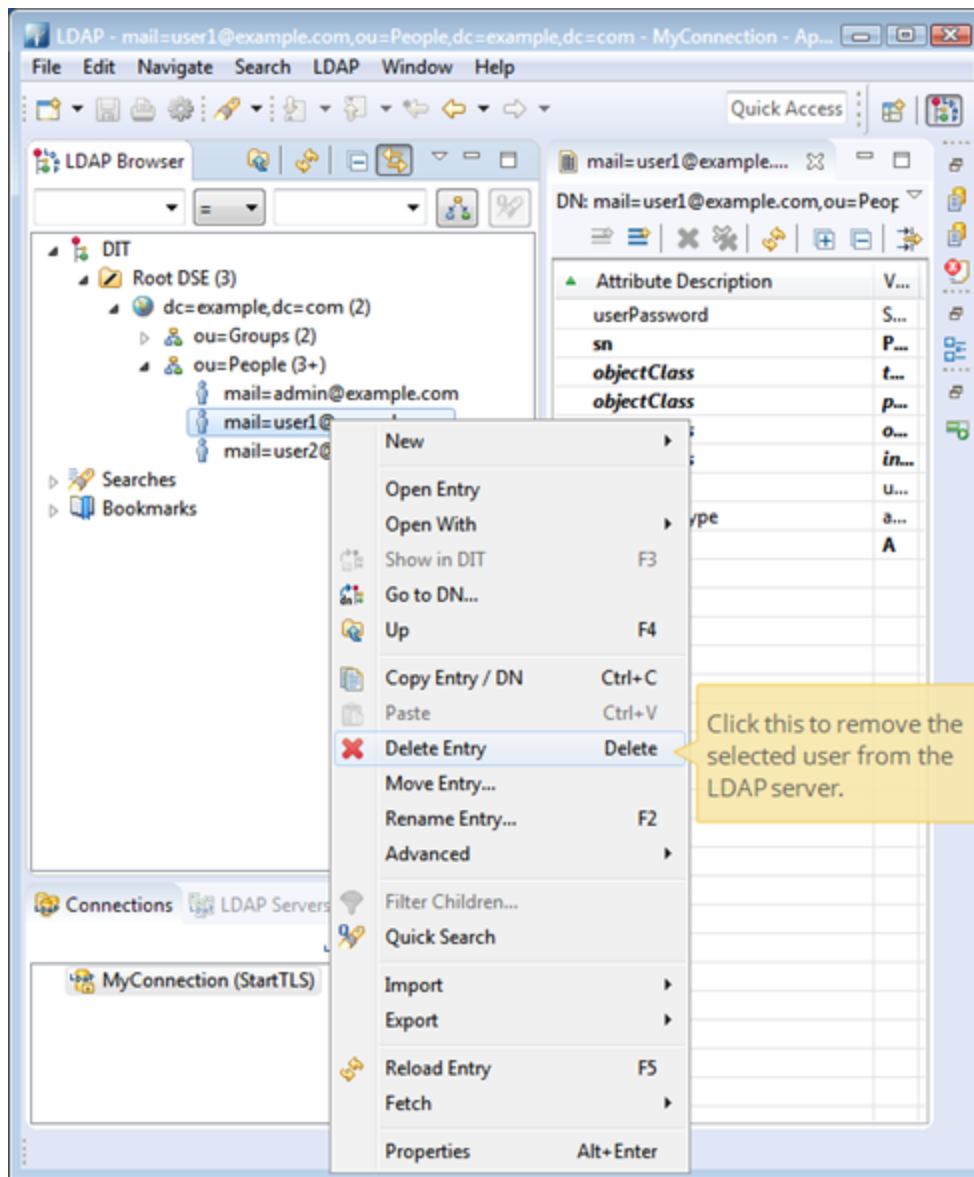 LDAP - mail=user1@example.com,ou=People,dc=example,dc=com - MyConnection - Ap...
File Edit Navigate Search LDAP Window Help
Quick Access
LDAP Browser
=
DIT
Root DSE (3)
dc=example,dc=com (2)
ou=Groups (2)
ou=People (3+)
mail=admin@example.com
mail=user1@
mail=user2@
Searches
Bookmarks
mail=user1@example....
DN: mail=user1@example.com,ou=Peop
Attribute Description V...
userPassword S...
sn P...
objectClass t...
objectClass p...
s o...
s in...
u...
ype a...
A
New
Open Entry
Open With
Show in DIT F3
Go to DN...
Up F4
Copy Entry / DN Ctrl+C
Paste Ctrl+V
Delete Entry Delete
Move Entry...
Rename Entry... F2
Advanced
Filter Children...
Quick Search
Import
Export
Reload Entry F5
Fetch
Properties Alt+Enter
Click this to remove the
selected user from the
LDAP server.
Connections LDAP Servers
MyConnection (StartTLS)